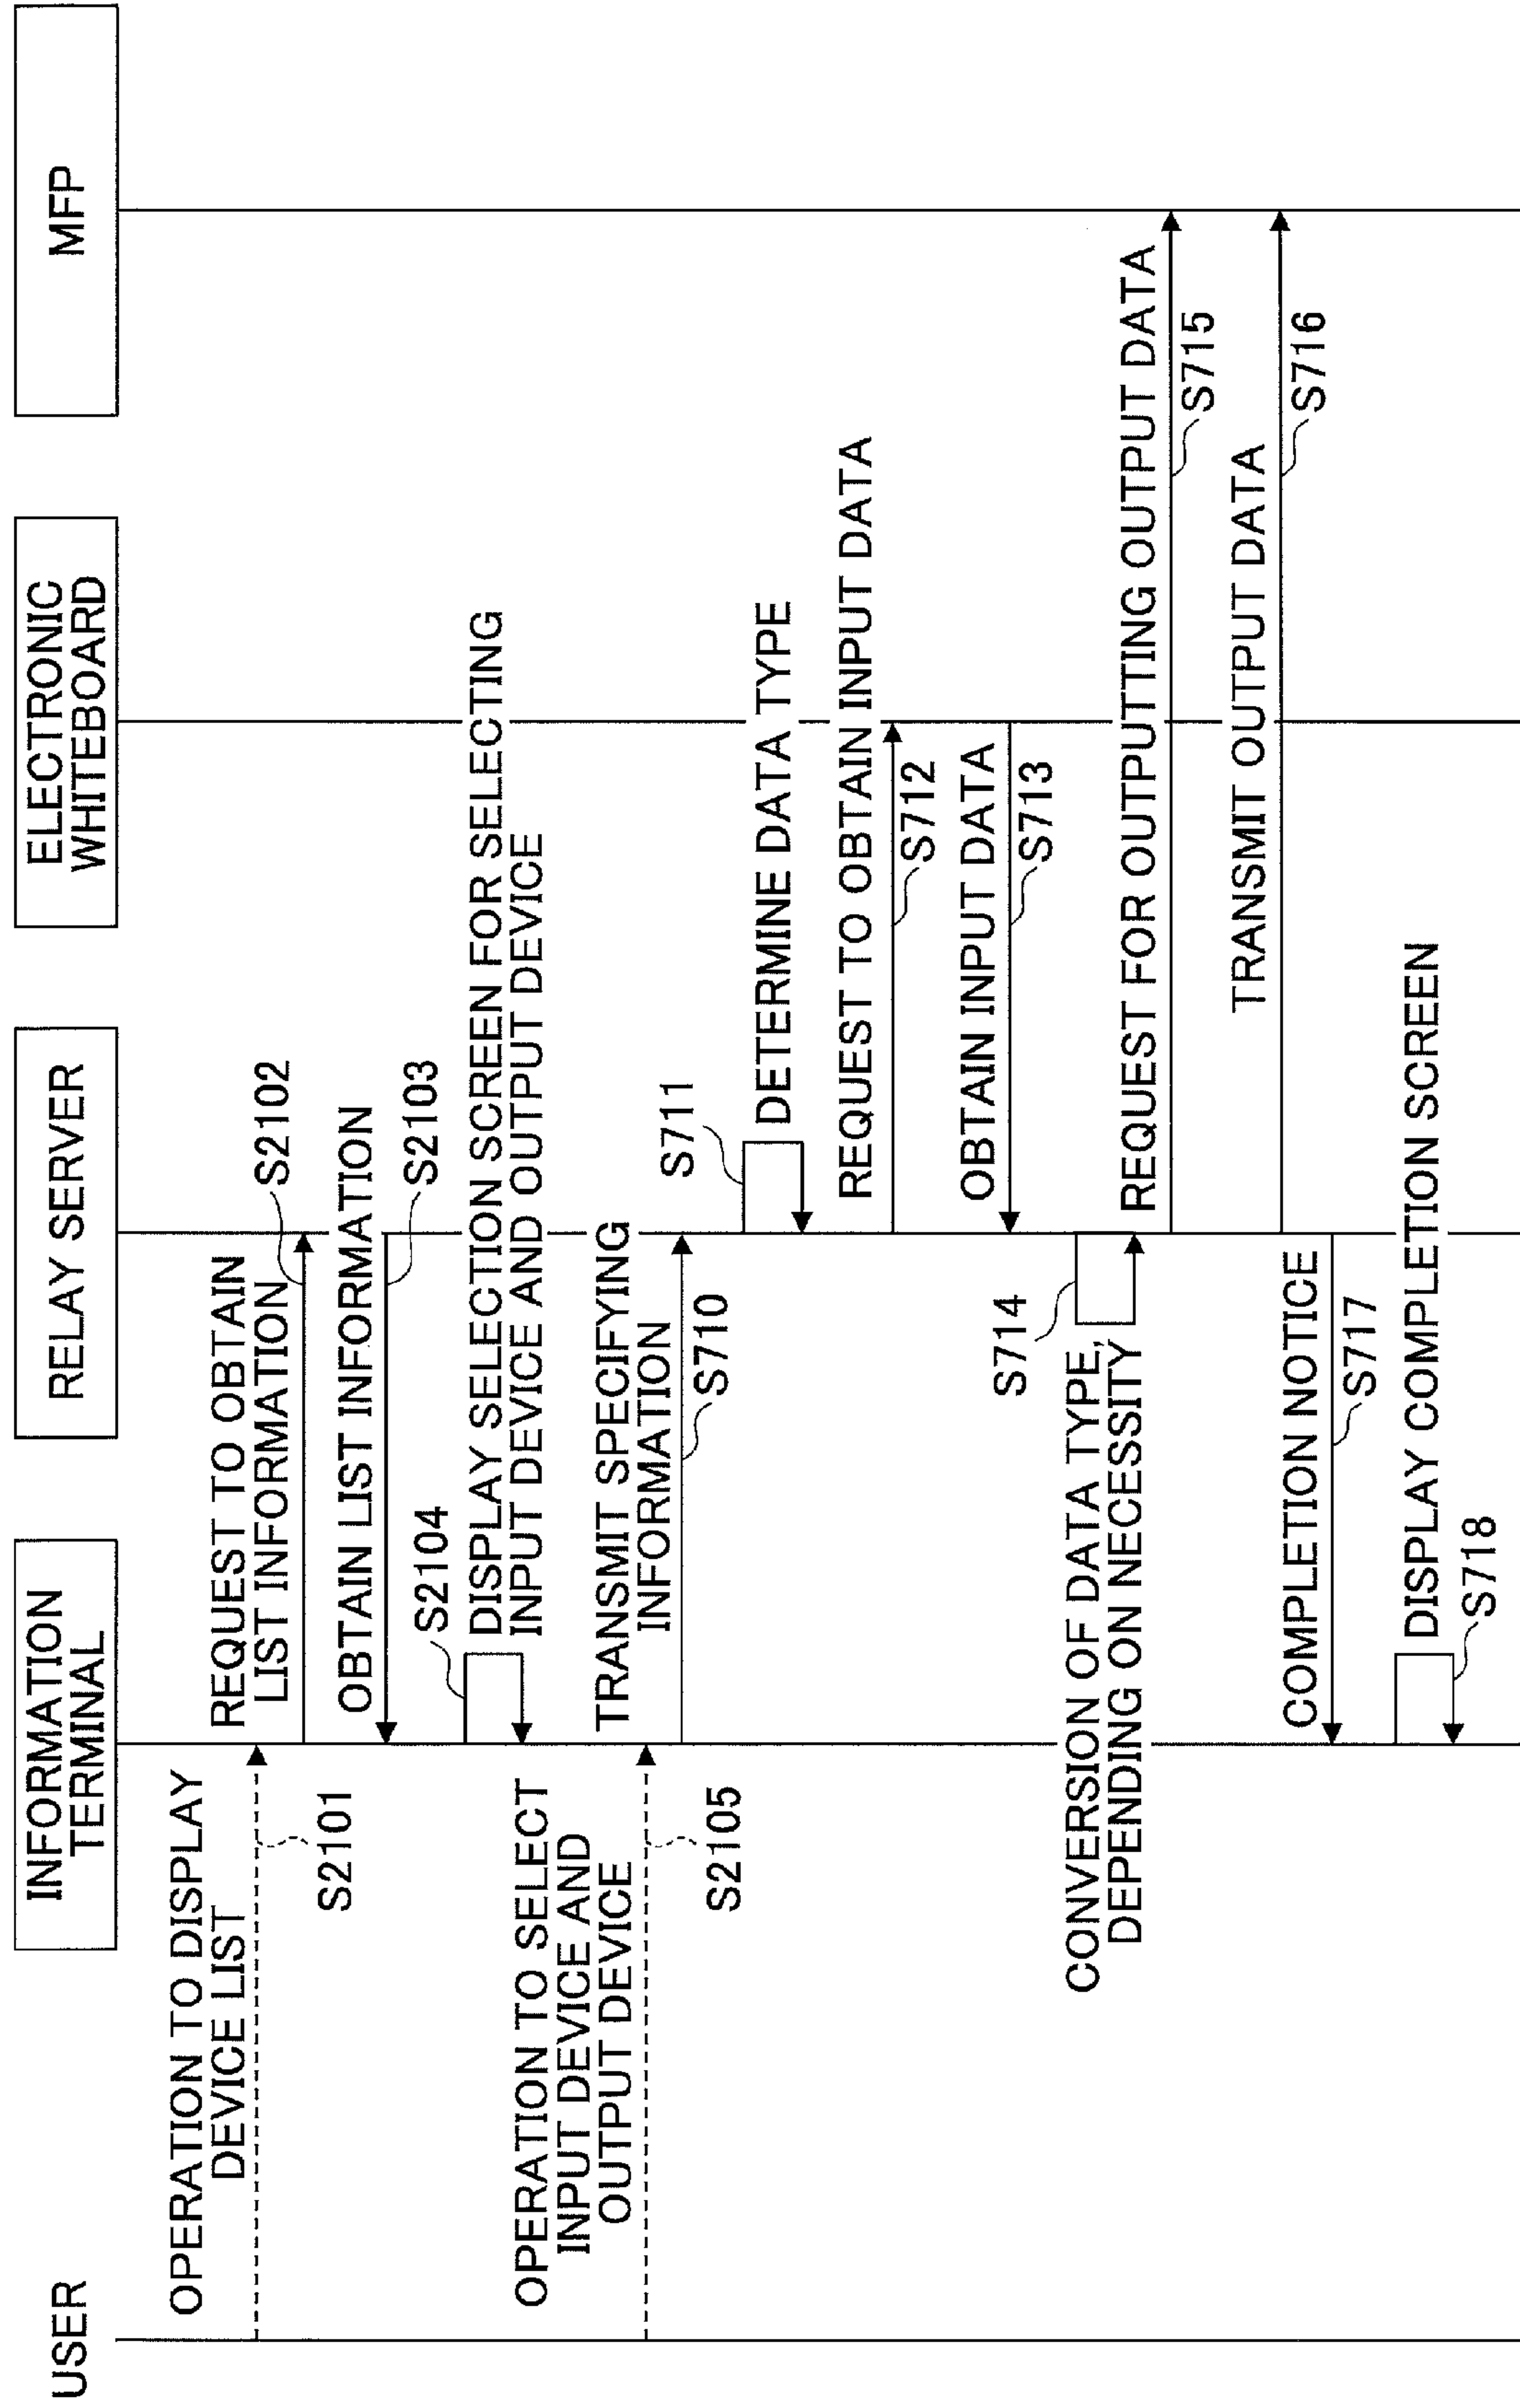 USER
INFORMATION
TERMINAL
RELAY SERVER
ELECTRONIC
WHITEBOARD
MFP
OPERATION TO DISPLAY
DEVICE LIST
S2101
REQUEST TO OBTAIN
LIST INFORMATION
S2102
OBTAIN LIST INFORMATION
S2103
S2104
DISPLAY SELECTION SCREEN FOR SELECTING
INPUT DEVICE AND OUTPUT DEVICE
OPERATION TO SELECT
INPUT DEVICE AND
OUTPUT DEVICE
S2105
TRANSMIT SPECIFYING
INFORMATION
S710
S711
DETERMINE DATA TYPE
REQUEST TO OBTAIN INPUT DATA
S712
OBTAIN INPUT DATA
S713
S714
CONVERSION OF DATA TYPE,
DEPENDING ON NECESSITY
REQUEST FOR OUTPUTTING OUTPUT DATA
S715
TRANSMIT OUTPUT DATA
S716
COMPLETION NOTICE
S717
DISPLAY COMPLETION SCREEN
S718